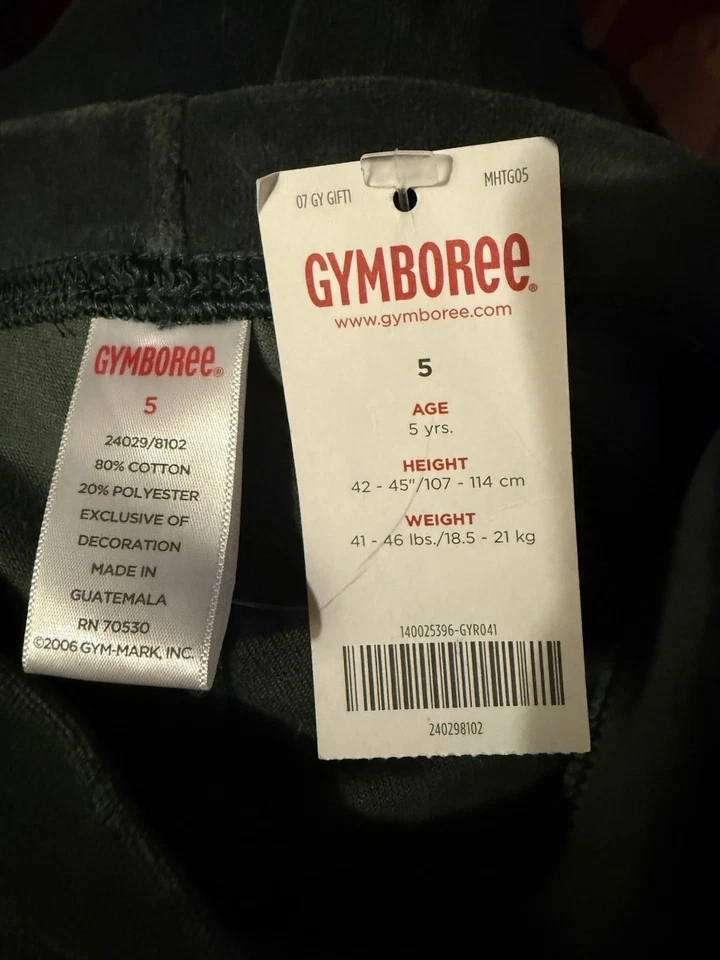 GYMBOREE®
5
24029/8102
80% COTTON
20% POLYESTER
EXCLUSIVE OF
DECORATION
MADE IN
GUATEMALA
RN 70530
©2006 GYM-MARK, INC.
07 GY GIFT1
MHTG05
GYMBOREE®
www.gymboree.com
5
AGE
5 yrs.
HEIGHT
42 - 45"/107 - 114 cm
WEIGHT
41 - 46 lbs./18.5 - 21 kg
140025396-GYR041
240298102